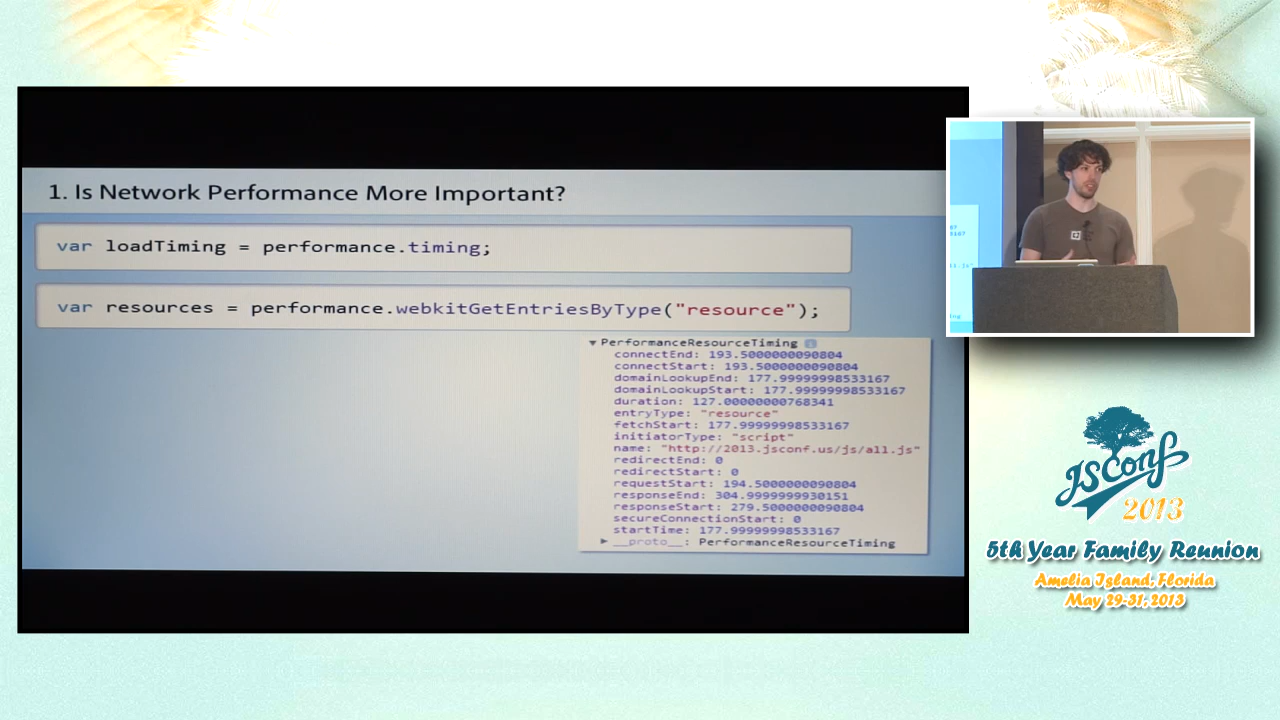 1. Is Network Performance More Important?
var loadTiming = performance.timing;
var resources = performance.webkitGetEntriesByType("resource");
▼PerformanceResourceTiming
connectEnd: 193.5000000090804
connectStart: 193.5000000090804
domainLookupEnd: 177.99999998533167
domainLookupStart: 177.99999998533167
duration: 127.00000000768341
entryType: "resource"
fetchStart: 177.99999998533167
initiatorType: "script"
name: "http://2013.jsconf.us/js/all.js"
redirectEnd: 0
redirectStart: 0
requestStart: 194.5000000090804
responseEnd: 304.9999999930151
responseStart: 279.5000000090804
secureConnectionStart: 0
startTime: 177.99999998533167
▶__proto__: PerformanceResourceTiming
JSConf
2013
5th Year Family Reunion
Amelia Island, Florida
May 29-31, 2013